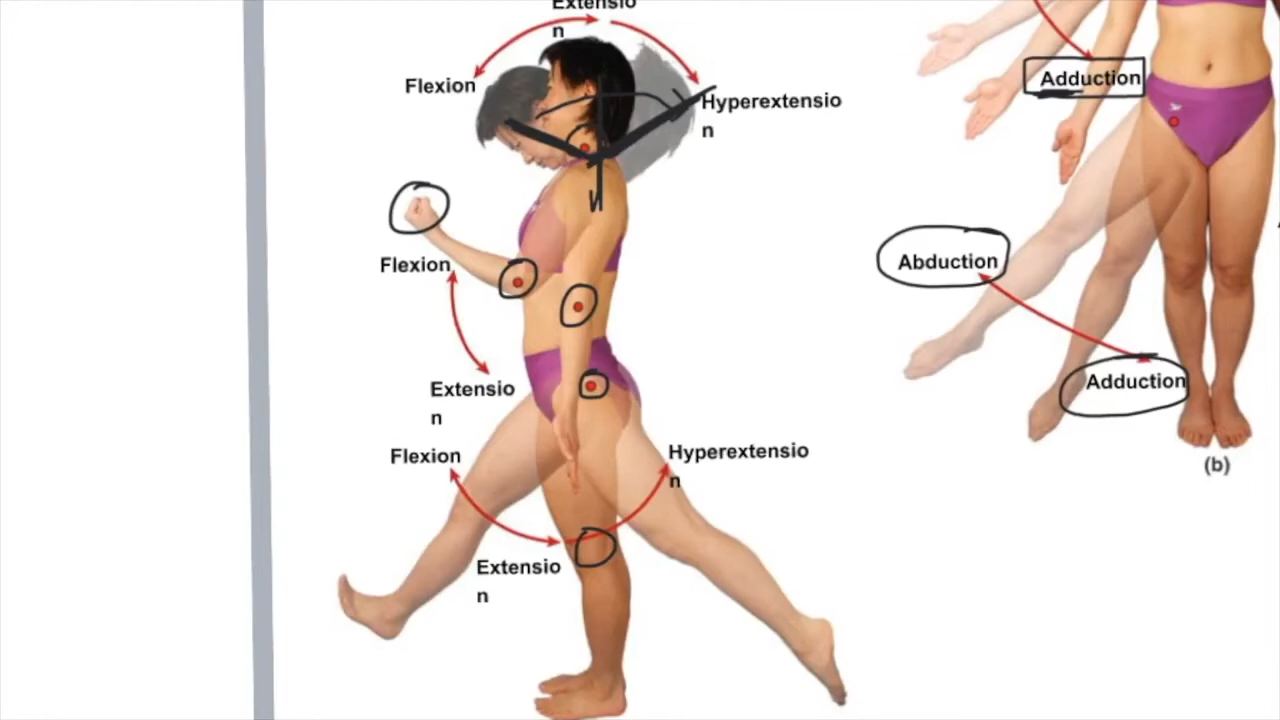 Extensio
n
Flexion
Hyperextensio
n
Flexion
Extensio
n
Flexion
Hyperextensio
n
Extensio
n
Adduction
Abduction
Adduction
(b)